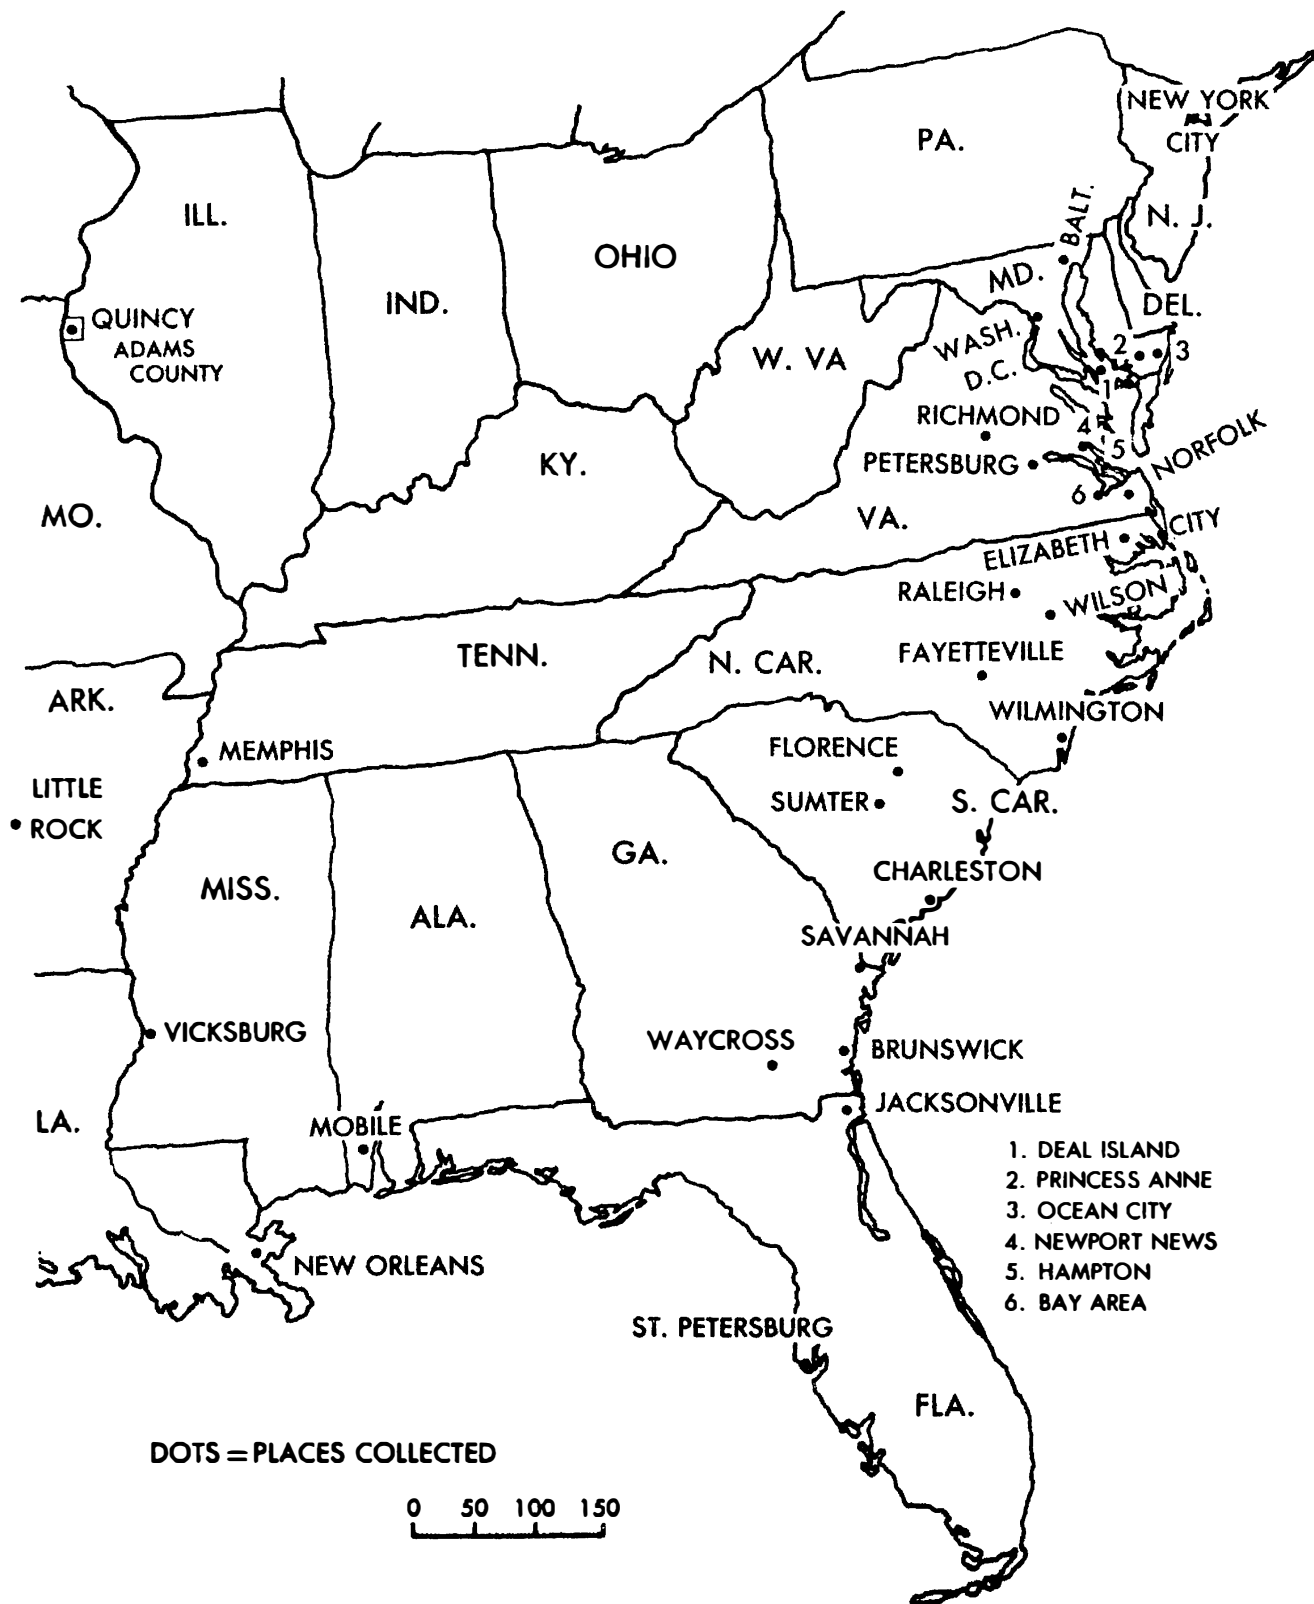 NEW YORK
CITY
PA.
BALT.
N. J.
ILL.
OHIO
IND.
MD.
DEL.
QUINCY
ADAMS
COUNTY
WASH.
D.C.
W. VA
2
3
1
RICHMOND
4
5
NORFOLK
PETERSBURG
KY.
6
MO.
VA.
CITY
ELIZABETH
RALEIGH
WILSON
TENN.
N. CAR.
FAYETTEVILLE
ARK.
WILMINGTON
MEMPHIS
FLORENCE
LITTLE
ROCK
SUMTER
S. CAR.
GA.
CHARLESTON
MISS.
ALA.
SAVANNAH
VICKSBURG
WAYCROSS
BRUNSWICK
LA.
MOBILE
JACKSONVILLE
1. DEAL ISLAND
2. PRINCESS ANNE
3. OCEAN CITY
4. NEWPORT NEWS
5. HAMPTON
6. BAY AREA
NEW ORLEANS
ST. PETERSBURG
FLA.
DOTS = PLACES COLLECTED
0 50 100 150